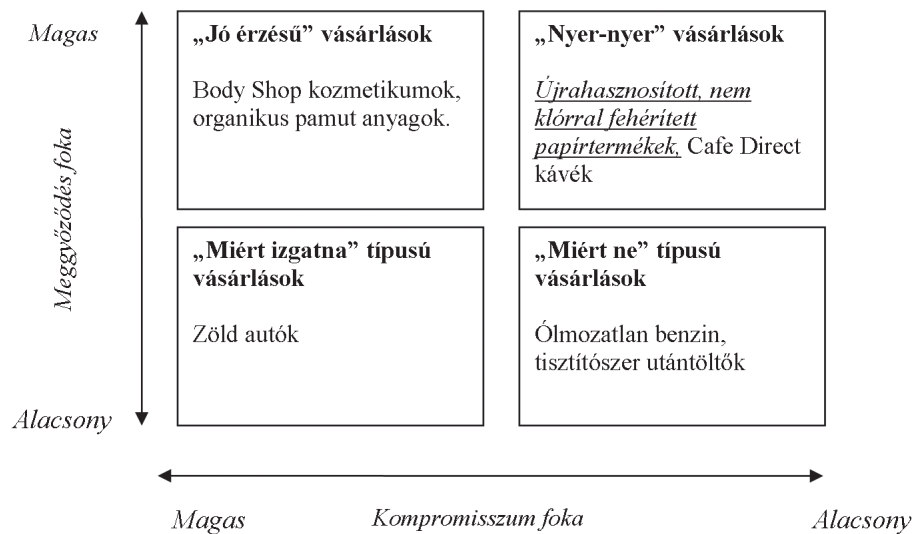 Magas
Meggyőződés foka
Alacsony
„Jó érzésű” vásárlások
Body Shop kozmetikumok,
organikus pamut anyagok.
„Nyer-nyer” vásárlások
Újrahasznosított, nem
klórral fehérített
papírtermékek, Cafe Direct
kávék
„Miért izgatna” típusú
vásárlások
Zöld autók
„Miért ne” típusú
vásárlások
Ólmozatlan benzin,
tisztítószer utántöltők
Magas
Kompromisszum foka
Alacsony